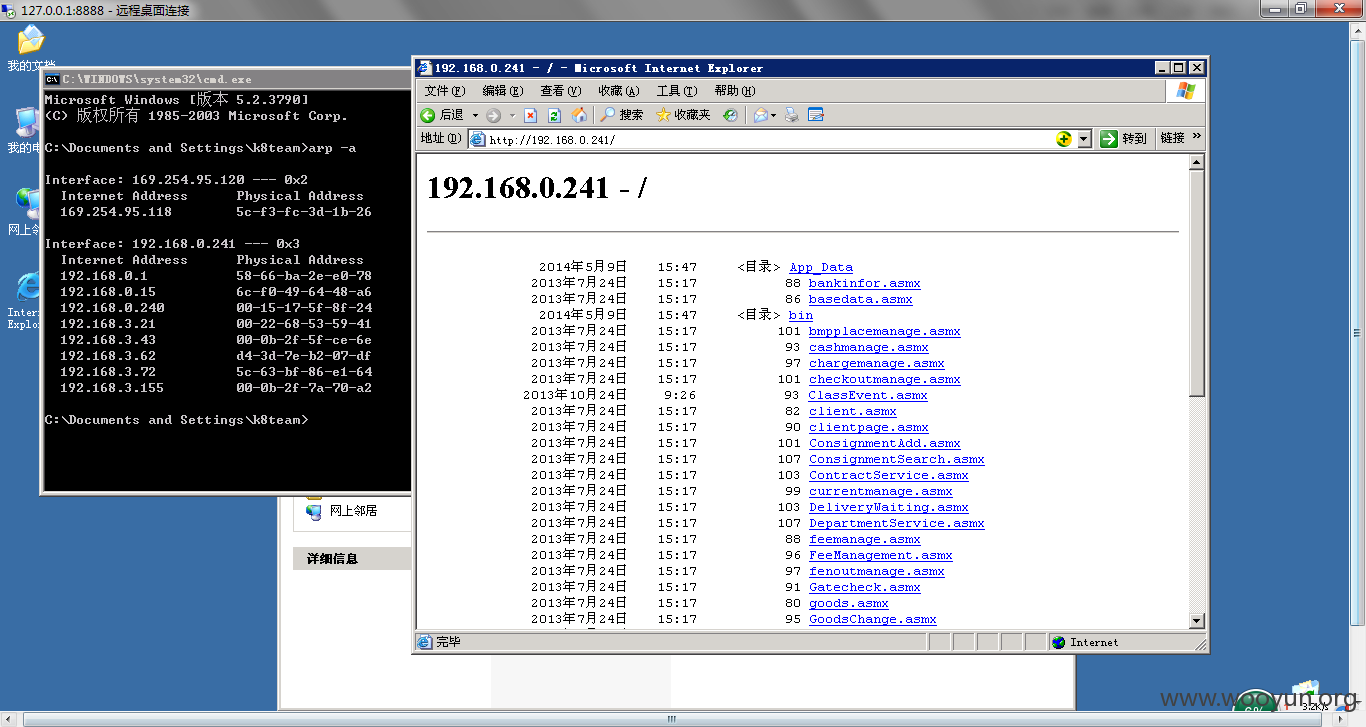 127.0.0.1:8888 - 远程桌面连接
我的文档
C:\WINDOWS\system32\cmd.exe
Microsoft Windows [版本 5.2.3790]
(C) 版权所有 1985-2003 Microsoft Corp.
C:\Documents and Settings\k8team>arp -a
Interface: 169.254.95.120 --- 0x2
Internet Address Physical Address
169.254.95.118 5c-f3-fc-3d-1b-26
Interface: 192.168.0.241 --- 0x3
Internet Address Physical Address
192.168.0.1 58-66-ba-2e-e0-78
192.168.0.15 6c-f0-49-64-48-a6
192.168.0.240 00-15-17-5f-8f-24
192.168.3.21 00-22-68-53-59-41
192.168.3.43 00-0b-2f-5f-ce-6e
192.168.3.62 d4-3d-7e-b2-07-df
192.168.3.72 5c-63-bf-86-e1-64
192.168.3.155 00-0b-2f-7a-70-a2
C:\Documents and Settings\k8team>
我的电
网上邻
Inter
Explo
网上邻居
详细信息
192.168.0.241 - / - Microsoft Internet Explorer
文件(F) 编辑(E) 查看(V) 收藏(A) 工具(T) 帮助(H)
后退 搜索 收藏夹
地址(D) http://192.168.0.241/ 转到 链接 »
192.168.0.241 - /
2014年5月9日 15:47 <目录> App_Data
2013年7月24日 15:17 88 bankinfor.asmx
2013年7月24日 15:17 86 basedata.asmx
2014年5月9日 15:47 <目录> bin
2013年7月24日 15:17 101 bmpplacemanage.asmx
2013年7月24日 15:17 93 cashmanage.asmx
2013年7月24日 15:17 97 chargemanage.asmx
2013年7月24日 15:17 101 checkoutmanage.asmx
2013年10月24日 9:26 93 ClassEvent.asmx
2013年7月24日 15:17 82 client.asmx
2013年7月24日 15:17 90 clientpage.asmx
2013年7月24日 15:17 101 ConsignmentAdd.asmx
2013年7月24日 15:17 107 ConsignmentSearch.asmx
2013年7月24日 15:17 103 ContractService.asmx
2013年7月24日 15:17 99 currentmanage.asmx
2013年7月24日 15:17 103 DeliveryWaiting.asmx
2013年7月24日 15:17 107 DepartmentService.asmx
2013年7月24日 15:17 88 feemanage.asmx
2013年7月24日 15:17 96 FeeManagement.asmx
2013年7月24日 15:17 97 fenoutmanage.asmx
2013年7月24日 15:17 91 Gatecheck.asmx
2013年7月24日 15:17 80 goods.asmx
2013年7月24日 15:17 95 GoodsChange.asmx
完毕 Internet
www.wooyun.org
3.2K/s